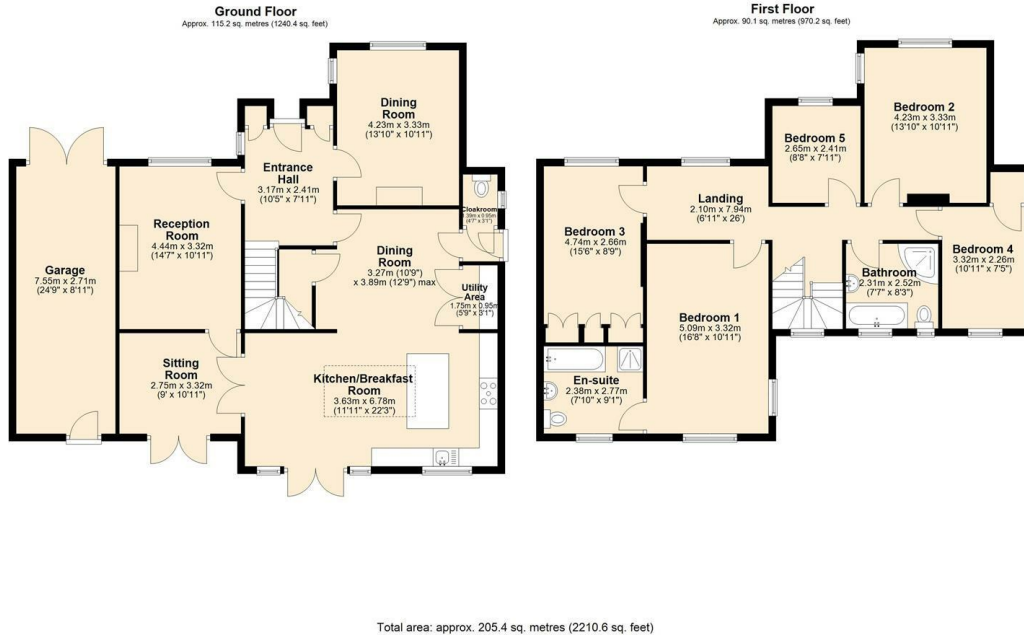 Ground Floor
Approx. 115.2 sq. metres (1240.4 sq. feet)
Dining
Room
4.23m x 3.33m
(13'10" x 10'11")
Entrance
Hall
3.17m x 2.41m
(10'5" x 7'11")
Cloakroom
1.39m x 0.95m
(4'7" x 3'1")
Reception
Room
4.44m x 3.32m
(14'7" x 10'11")
Dining
Room
3.27m (10'9")
x 3.89m (12'9") max
Garage
7.55m x 2.71m
(24'9" x 8'11")
Utility
Area
1.75m x 0.95m
(5'9" x 3'1")
Sitting
Room
2.75m x 3.32m
(9' x 10'11")
Kitchen/Breakfast
Room
3.63m x 6.78m
(11'11" x 22'3")
First Floor
Approx. 90.1 sq. metres (970.2 sq. feet)
Bedroom 2
4.23m x 3.33m
(13'10" x 10'11")
Bedroom 5
2.65m x 2.41m
(8'8" x 7'11")
Landing
2.10m x 7.94m
(6'11" x 26')
Bedroom 3
4.74m x 2.66m
(15'6" x 8'9")
Bedroom 4
3.32m x 2.26m
(10'11" x 7'5")
Bathroom
2.31m x 2.52m
(7'7" x 8'3")
Bedroom 1
5.09m x 3.32m
(16'8" x 10'11")
En-suite
2.38m x 2.77m
(7'10" x 9'1")
Total area: approx. 205.4 sq. metres (2210.6 sq. feet)